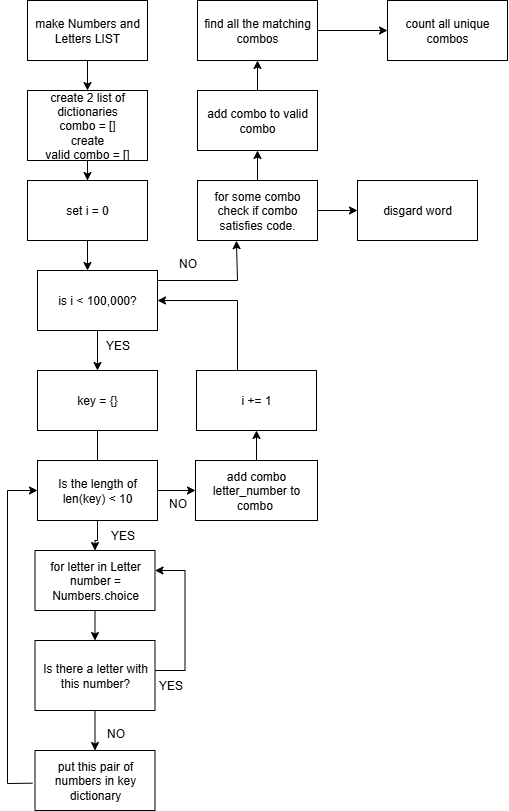 make Numbers and
Letters LIST
find all the matching
combos
count all unique
combos
create 2 list of
dictionaries
combo = []
create
valid combo = []
add combo to valid
combo
set i = 0
for some combo
check if combo
satisfies code.
disgard word
NO
is i < 100,000?
YES
key = {}
i += 1
Is the length of
len(key) < 10
NO
add combo
letter_number to
combo
YES
for letter in Letter
number =
Numbers.choice
Is there a letter with
this number?
YES
NO
put this pair of
numbers in key
dictionary